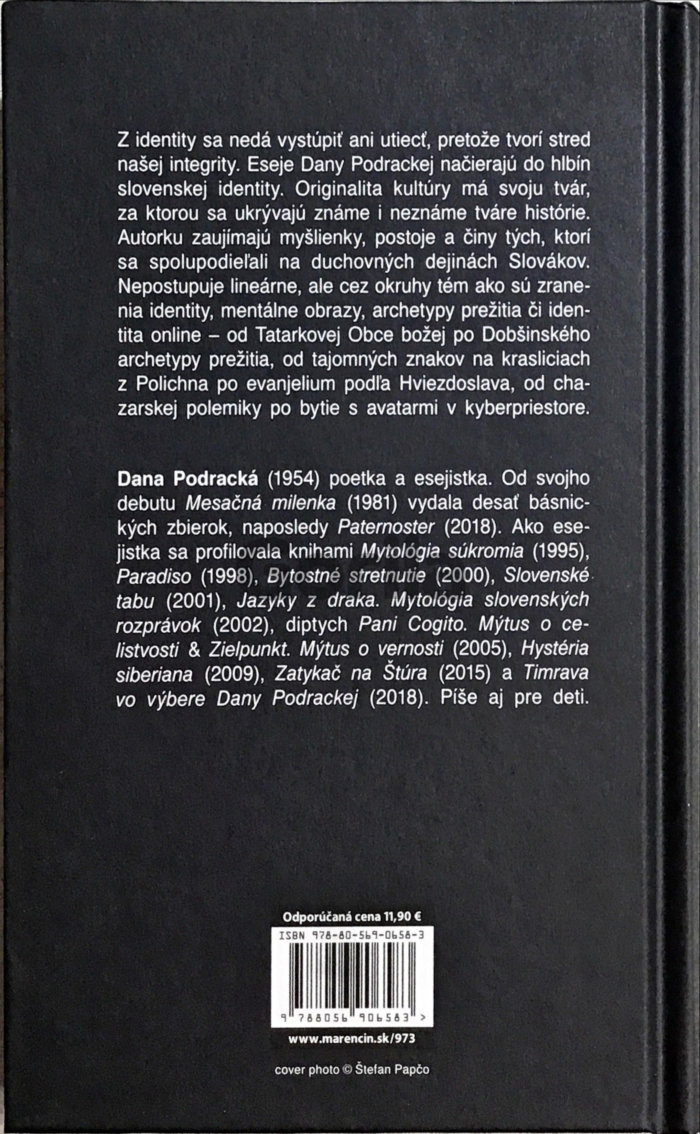 Z identity sa nedá vystúpiť ani utiecť, pretože tvorí stred
našej integrity. Eseje Dany Podrackej načierajú do hlbín
slovenskej identity. Originalita kultúry má svoju tvár,
za ktorou sa ukrývajú známe i neznáme tváre histórie.
Autorku zaujímajú myšlienky, postoje a činy tých, ktorí
sa spolupodieľali na duchovných dejinách Slovákov.
Nepostupuje lineárne, ale cez okruhy tém ako sú zrane-
nia identity, mentálne obrazy, archetypy prežitia či iden-
tita online – od Tatarkovej Obce božej po Dobšinského
archetypy prežitia, od tajomných znakov na krasliciach
z Polichna po evanjelium podľa Hviezdoslava, od cha-
zarskej polemiky po bytie s avatarmi v kyberpriestore.
Dana Podracká (1954) poetka a esejistka. Od svojho
debutu Mesačná milenka (1981) vydala desať básnic-
kých zbierok, naposledy Paternoster (2018). Ako ese-
jistka sa profilovala knihami Mytológia súkromia (1995),
Paradiso (1998), Bytostné stretnutie (2000), Slovenské
tabu (2001), Jazyky z draka. Mytológia slovenských
rozprávok (2002), diptych Pani Cogito. Mýtus o ce-
listvosti & Zielpunkt. Mýtus o vernosti (2005), Hystéria
siberiana (2009), Zatykač na Štúra (2015) a Timrava
vo výbere Dany Podrackej (2018). Píše aj pre deti.
Odporúčaná cena 11,90 €
ISBN 978-80-569-0658-3
9 788056 906583 >
www.marencin.sk/973
cover photo © Štefan Papčo